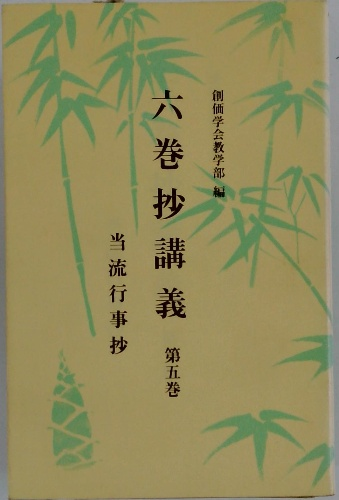 創価学会教学部 編
六巻抄講義 第五巻
当流行事抄